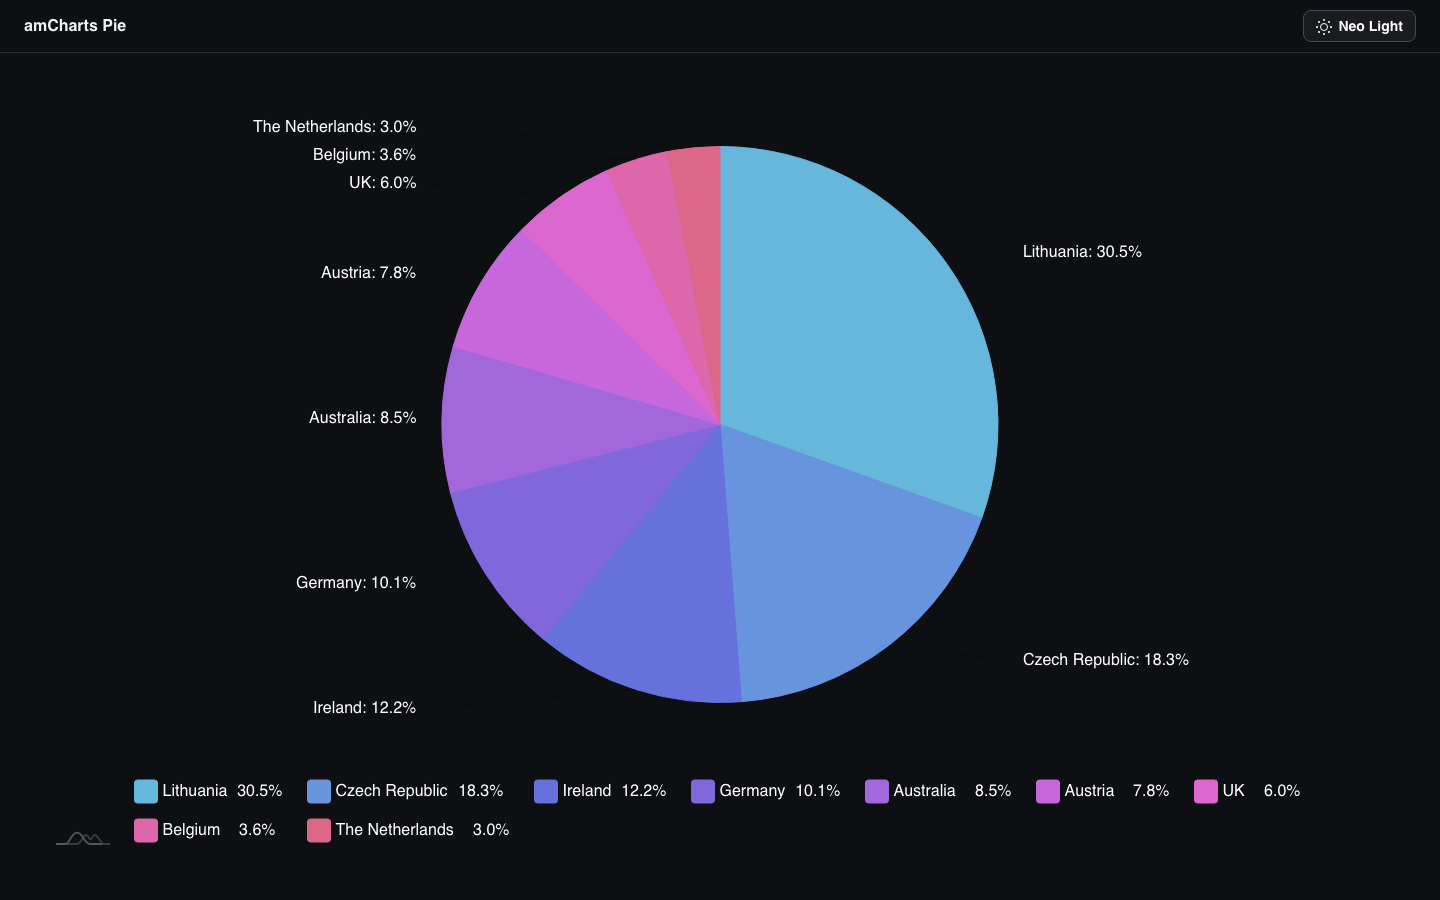 amCharts Pie
Neo Light
The Netherlands: 3.0%
Belgium: 3.6%
UK: 6.0%
Lithuania: 30.5%
Austria: 7.8%
Australia: 8.5%
Germany: 10.1%
Czech Republic: 18.3%
Ireland: 12.2%
Lithuania 30.5% Czech Republic 18.3% Ireland 12.2% Germany 10.1% Australia 8.5% Austria 7.8% UK 6.0%
Belgium 3.6% The Netherlands 3.0%